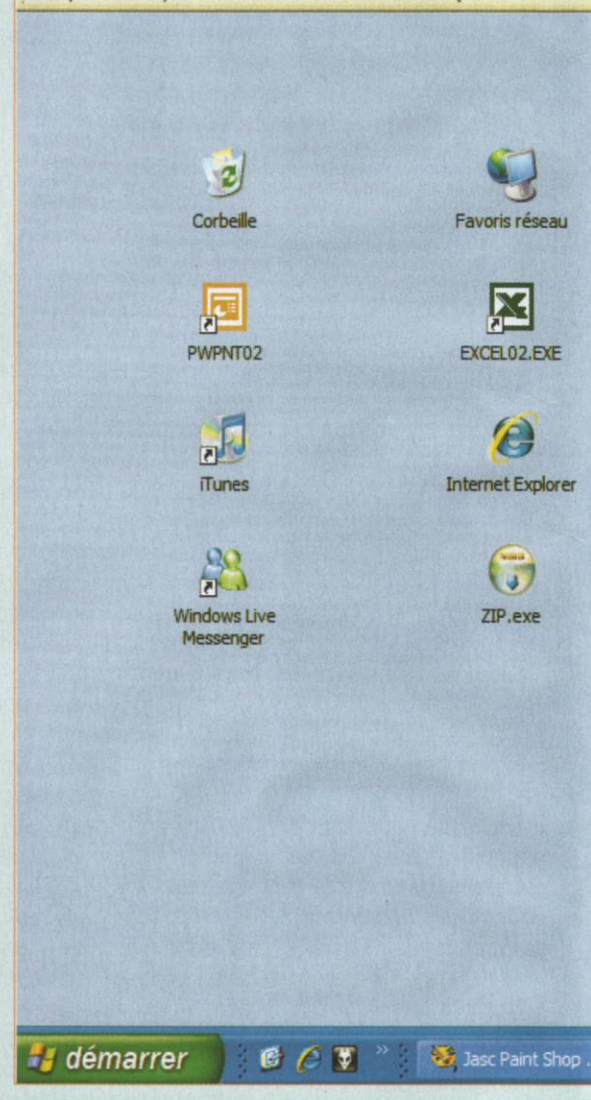 Corbeille
Favoris réseau
PWPNT02
EXCEL02.EXE
iTunes
Internet Explorer
Windows Live
Messenger
ZIP.exe
démarrer
Jasc Paint Shop ..